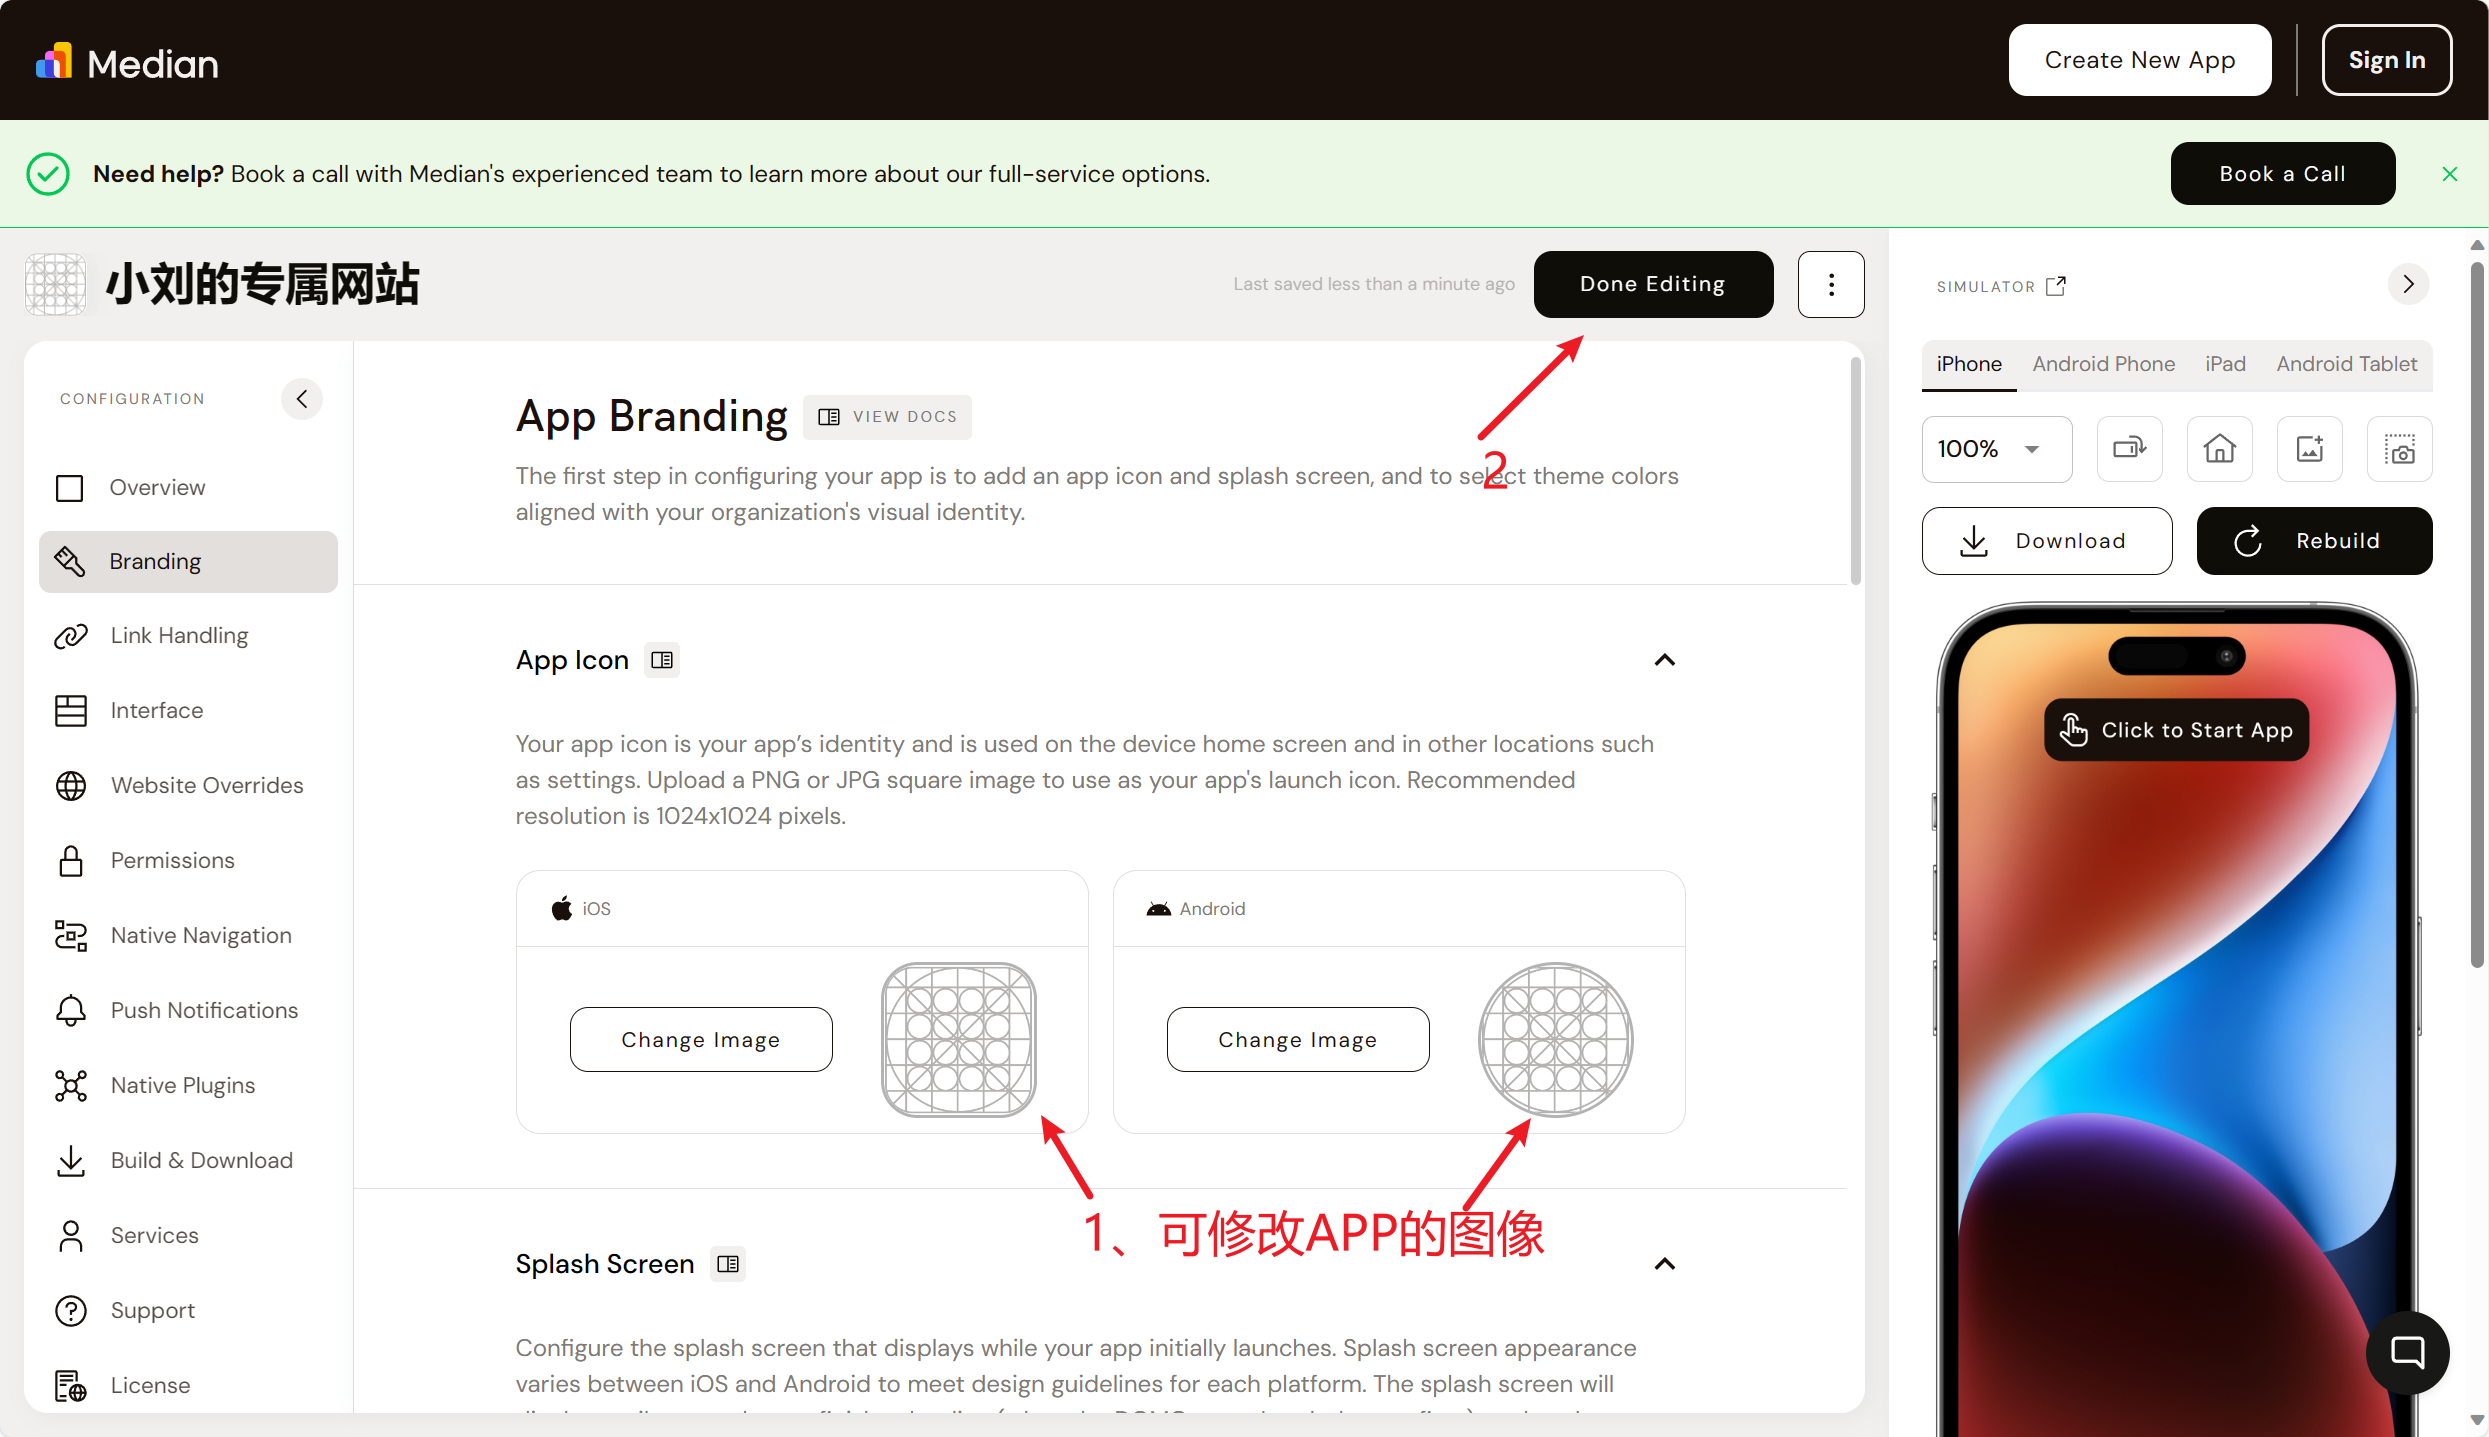 Median
Create New App
Sign In
Need help? Book a call with Median's experienced team to learn more about our full-service options.
Book a Call
小刘的专属网站
Last saved less than a minute ago
Done Editing
SIMULATOR
CONFIGURATION
Overview
Branding
Link Handling
Interface
Website Overrides
Permissions
Native Navigation
Push Notifications
Native Plugins
Build & Download
Services
Support
License
App Branding
VIEW DOCS
2
The first step in configuring your app is to add an app icon and splash screen, and to select theme colors
aligned with your organization's visual identity.
App Icon
Your app icon is your app’s identity and is used on the device home screen and in other locations such
as settings. Upload a PNG or JPG square image to use as your app's launch icon. Recommended
resolution is 1024x1024 pixels.
iOS
Change Image
Android
Change Image
1、可修改APP的图像
Splash Screen
Configure the splash screen that displays while your app initially launches. Splash screen appearance
varies between iOS and Android to meet design guidelines for each platform. The splash screen will
iPhone
Android Phone
iPad
Android Tablet
100%
Download
Rebuild
Click to Start App